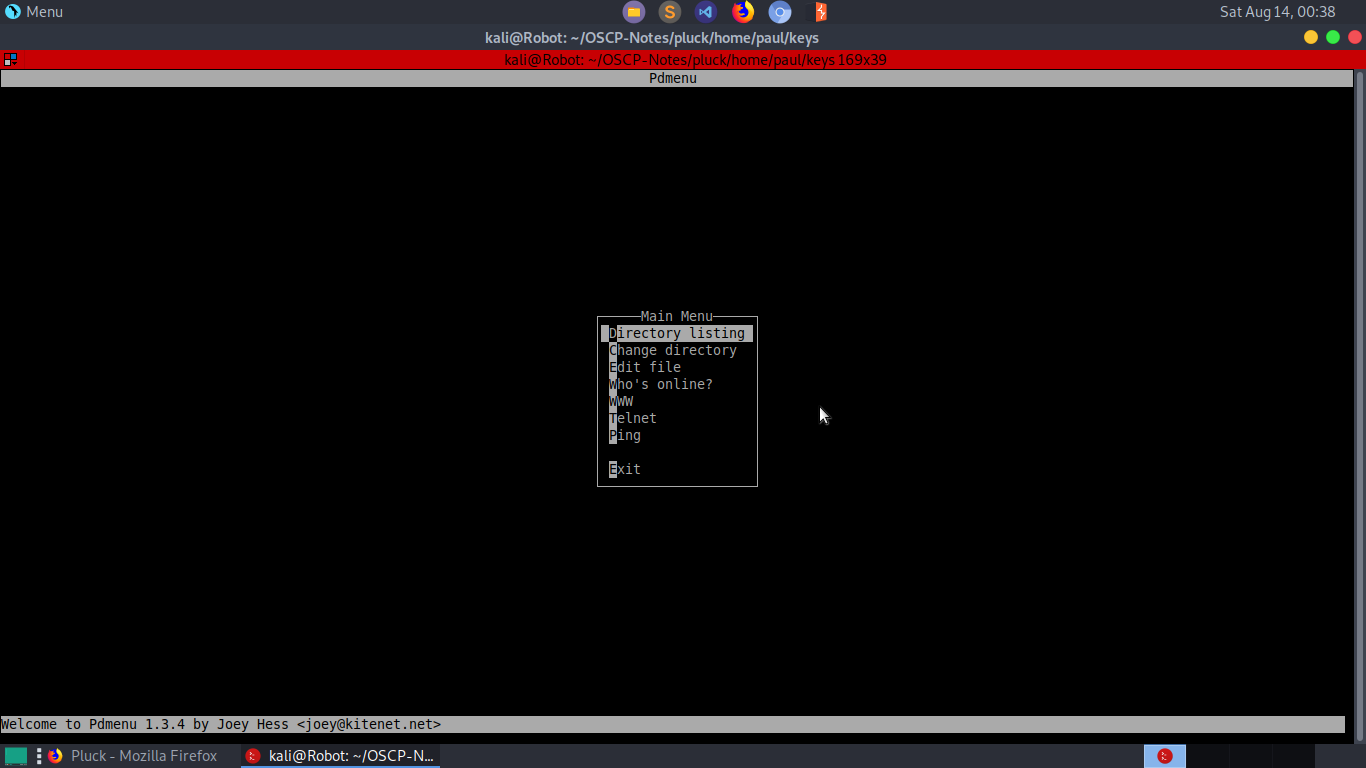 Menu
Sat Aug 14, 00:38
kali@Robot: ~/OSCP-Notes/pluck/home/paul/keys
kali@Robot: ~/OSCP-Notes/pluck/home/paul/keys 169x39
Pdmenu
Main Menu
Directory listing
Change directory
Edit file
Who's online?
WWW
Telnet
Ping
Exit
Welcome to Pdmenu 1.3.4 by Joey Hess <joey@kitenet.net>
Pluck - Mozilla Firefox
kali@Robot: ~/OSCP-N...